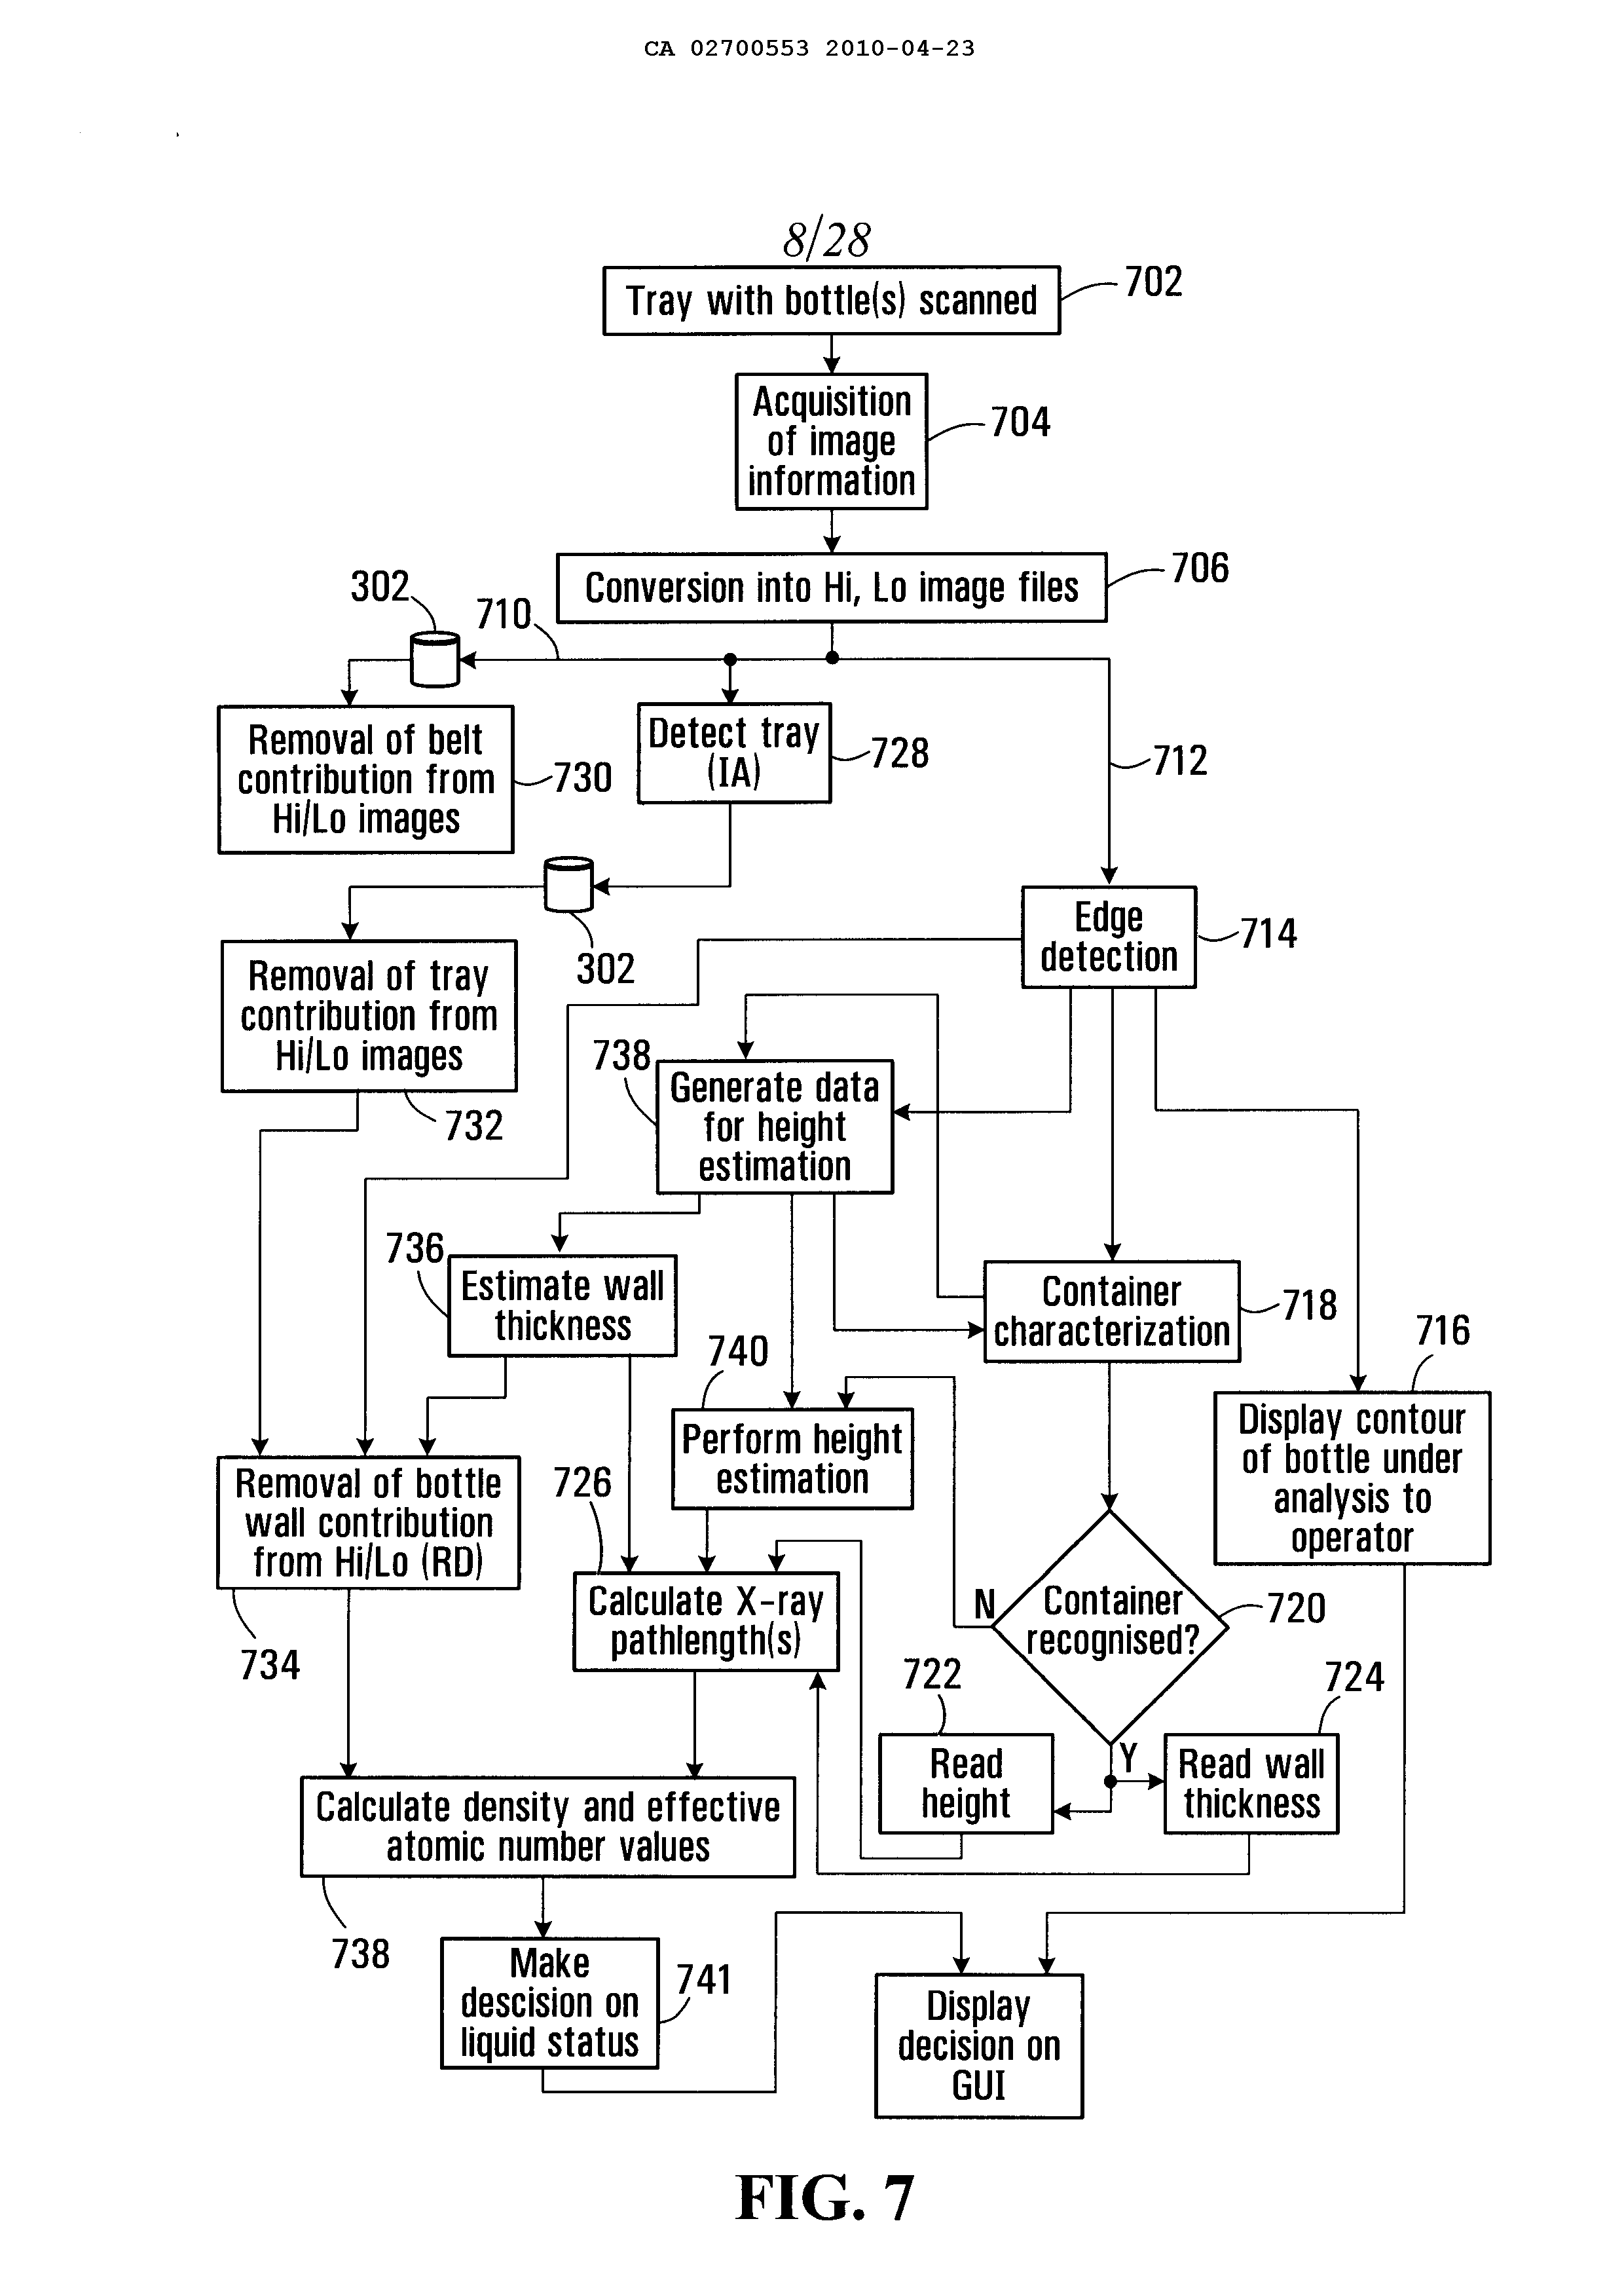 CA 02700553 2010-04-23
8/28
Tray with bottle(s) scanned
702
Acquisition
of image
information
704
Conversion into Hi, Lo image files
706
302
710
Removal of belt
contribution from
Hi/Lo images
730
Detect tray
(IA)
728
712
302
Edge
detection
714
Removal of tray
contribution from
Hi/Lo images
732
738
Generate data
for height
estimation
736
Estimate wall
thickness
Container
characterization
718
740
Perform height
estimation
716
Display contour
of bottle under
analysis to
operator
Removal of bottle
wall contribution
from Hi/Lo (RD)
734
726
Calculate X-ray
pathlength(s)
N
Container
recognised?
720
Y
722
Read
height
724
Read wall
thickness
Calculate density and effective
atomic number values
738
Make
descision on
liquid status
741
Display
decision on
GUI
FIG. 7